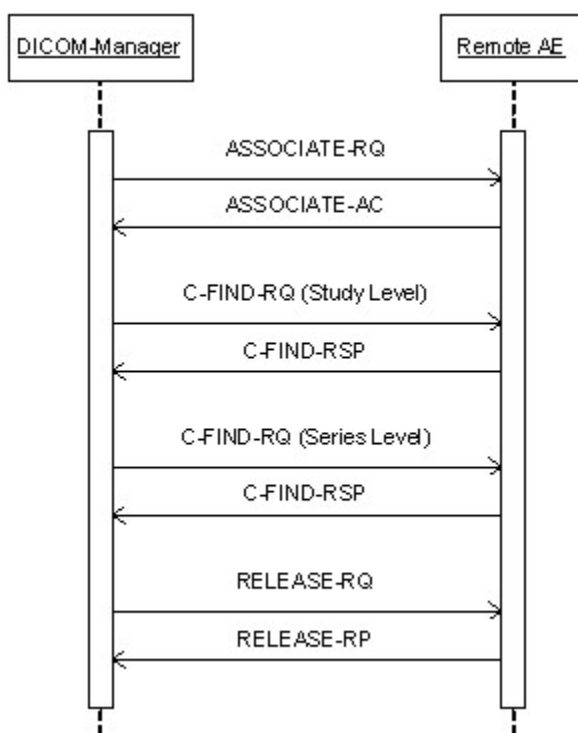 DICOM-Manager
Remote AE
ASSOCIATE-RQ
ASSOCIATE-AC
C-FIND-RQ (Study Level)
C-FIND-RSP
C-FIND-RQ (Series Level)
C-FIND-RSP
RELEASE-RQ
RELEASE-RP